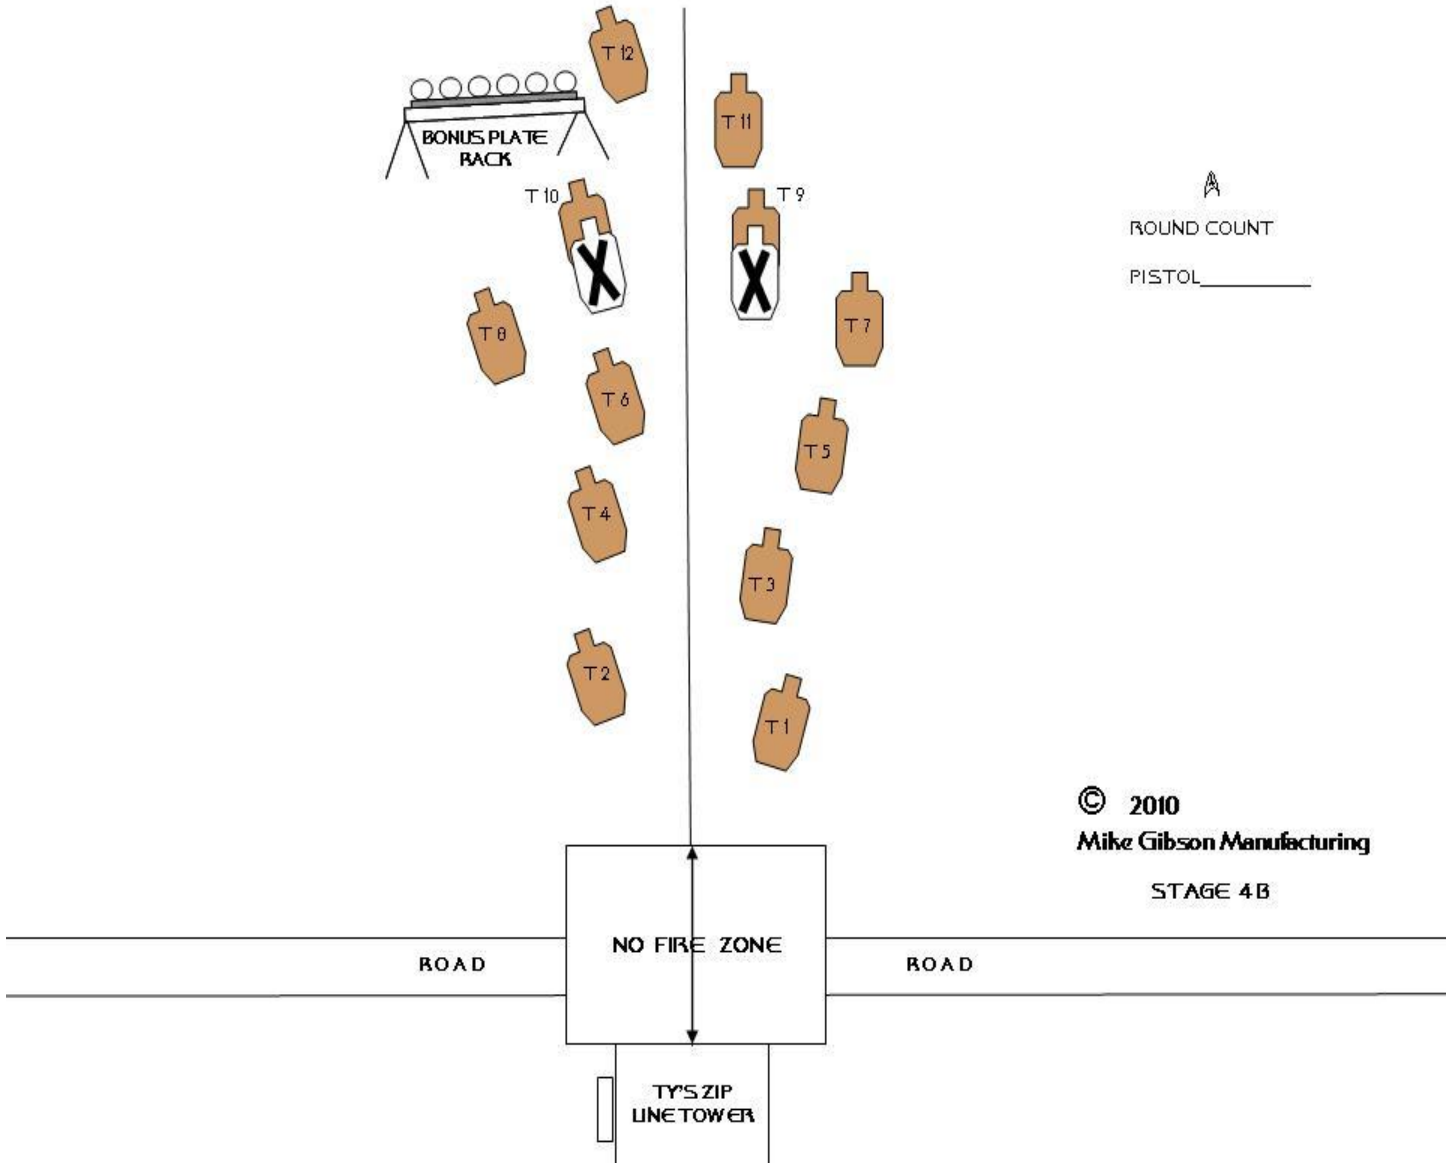 T 12
T 11
BONUS PLATE
RACK
T 10
T 9
ROUND COUNT
PISTOL__________
X
X
T 8
T 7
T 6
T 5
T 4
T 3
T 2
T 1
© 2010
Mike Gibson Manufacturing
STAGE 4B
NO FIRE ZONE
ROAD
ROAD
TY'S ZIP
LINE TOWER